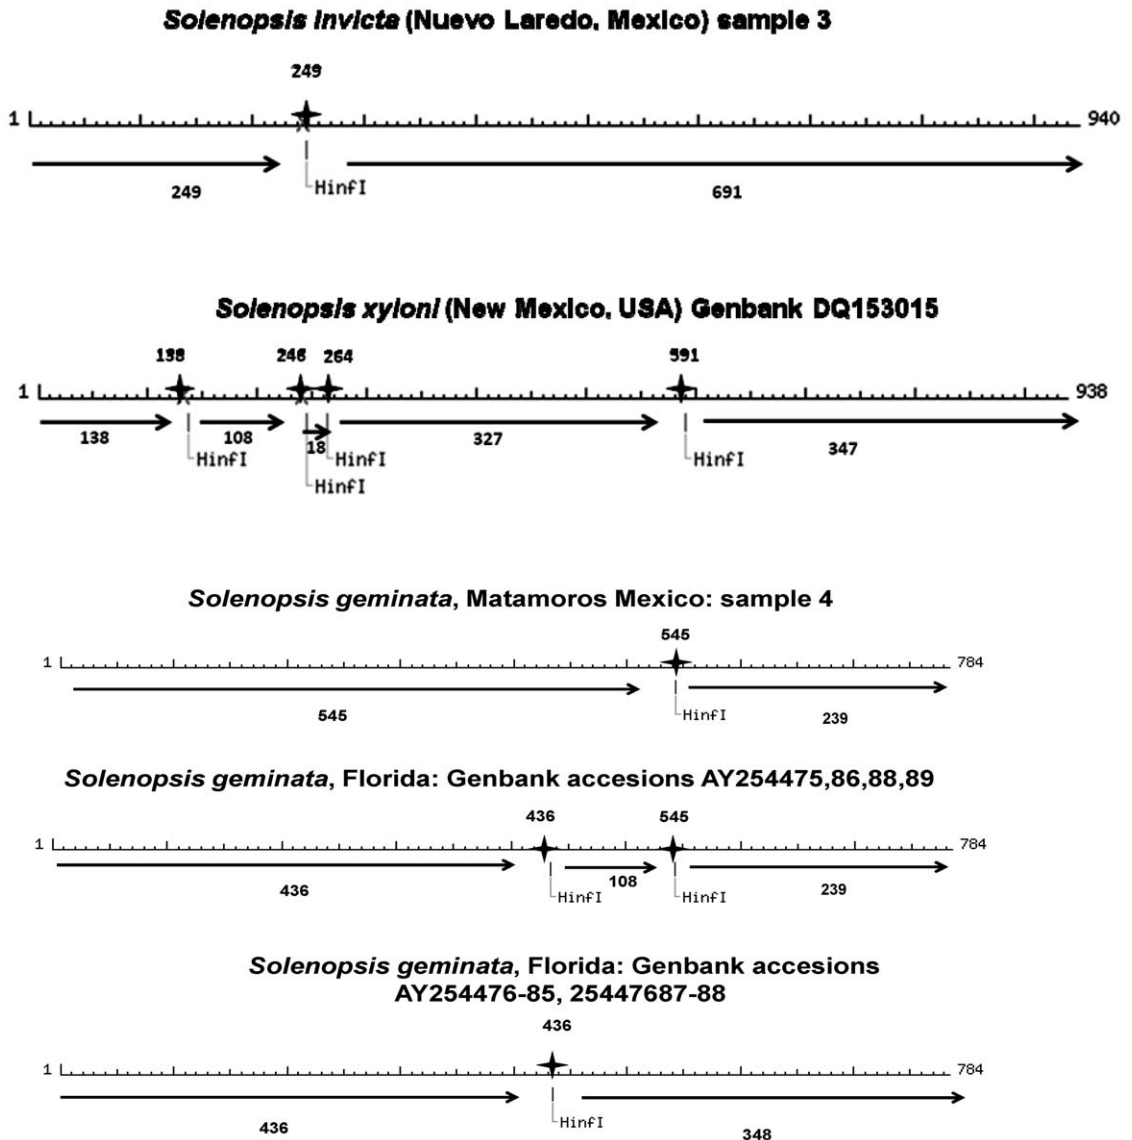 Solenopsis invicta (Nuevo Laredo, Mexico) sample 3
249
1 940
HinfI
249 691
Solenopsis xyloni (New Mexico, USA) Genbank DQ153015
138 246 264 591
1 938
138 108 18 327 347
HinfI HinfI HinfI
HinfI
Solenopsis geminata, Matamoros Mexico: sample 4
545
1 784
545 HinfI 239
Solenopsis geminata, Florida: Genbank accesions AY254475,86,88,89
436 545
1 784
436 108 239
HinfI HinfI
Solenopsis geminata, Florida: Genbank accesions
AY254476-85, 25447687-88
436
1 784
HinfI
436 348